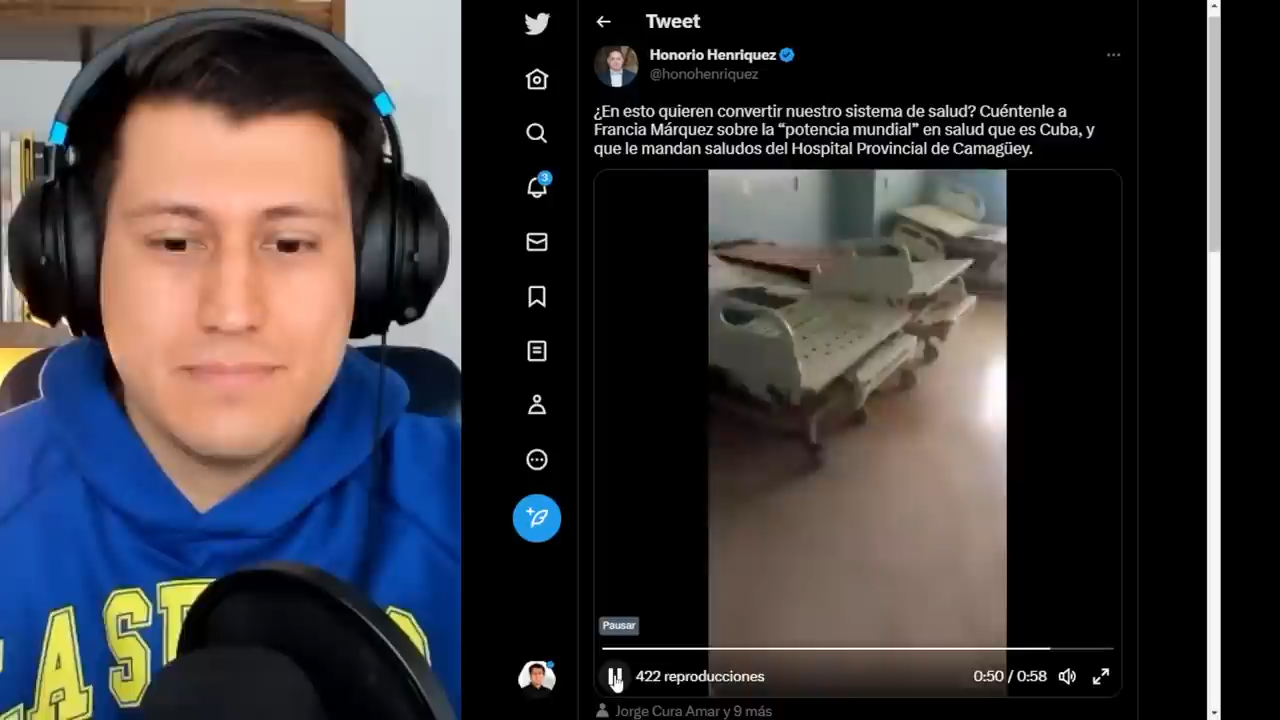 Tweet
Honorio Henriquez
@honohenriquez
¿En esto quieren convertir nuestro sistema de salud? Cuéntenle a
Francia Márquez sobre la “potencia mundial” en salud que es Cuba, y
que le mandan saludos del Hospital Provincial de Camagüey.
3
Pausar
422 reproducciones
0:50 / 0:58
Jorge Cura Amar y 9 más